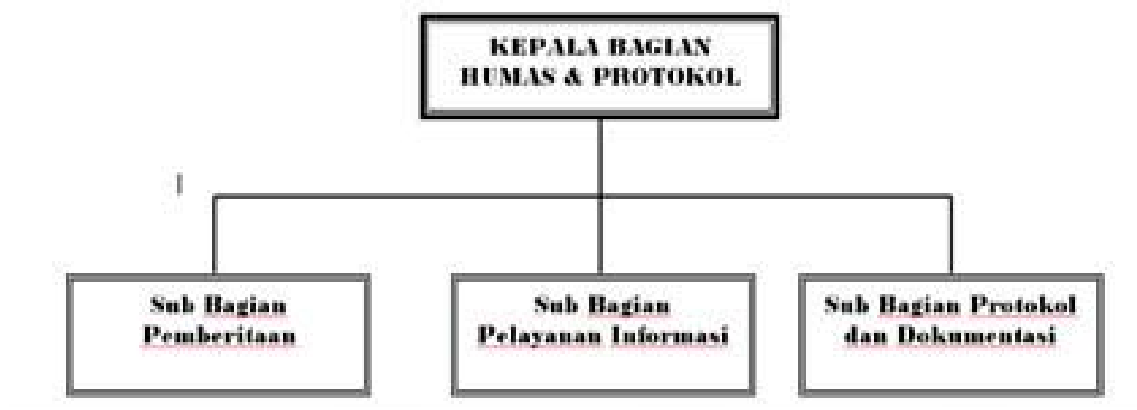 KEPALA BAGIAN
HUMAS & PROTOKOL
Sub Bagian
Pemberitaan
Sub Bagian
Pelayanan Informasi
Sub Bagian Protokol
dan Dokumentasi